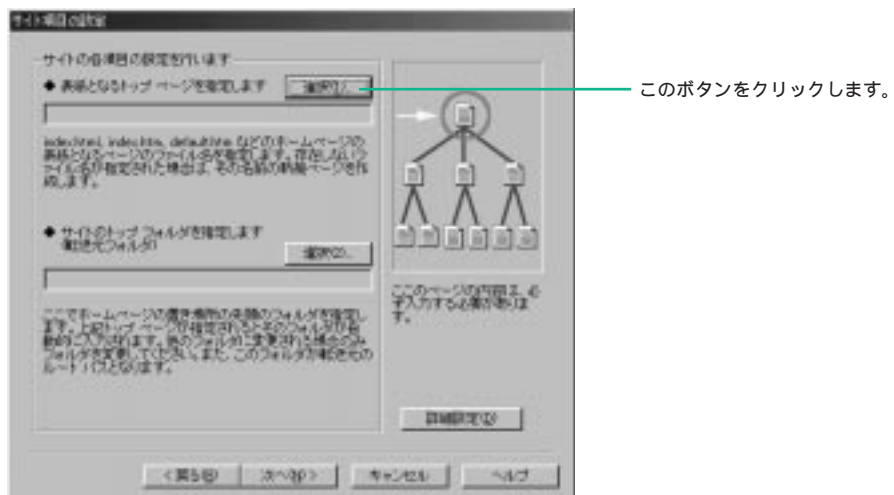 サイト項目の設定
サイトの各項目の設定を行います
◆ 表紙となるトップ ページを指定します
選択(1)...
このボタンをクリックします。
index.html, index.htm, default.htm などのホームページの
表紙となるページのファイル名を指定します。存在しないフ
ァイル名が指定された場合は、その名前の新規ページを作
成します。
◆ サイトのトップ フォルダを指定します
(転送元フォルダ)
選択(2)...
ここでホームページの置き場所の先頭のフォルダを指定し
ます。上記トップ ページが指定されるとそのフォルダが自
動的に入力されます。他のフォルダに変更される場合のみ
フォルダを変更してください。また、このフォルダが転送元の
ルートパスとなります。
ここのページの内容は、必
ず入力する必要がありま
す。
詳細設定(D)
< 戻る(B)
次へ(N) >
キャンセル
ヘルプ